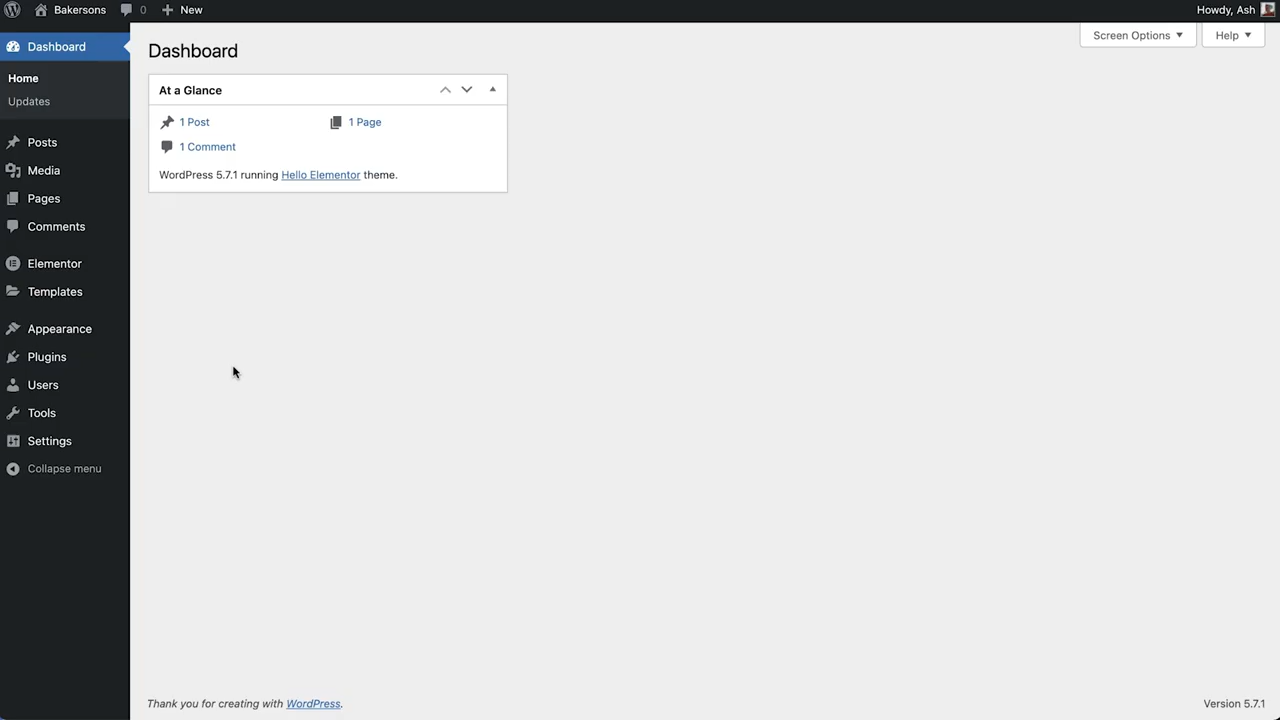 Bakersons 0 New Howdy, Ash
Dashboard
Home
Updates
Posts
Media
Pages
Comments
Elementor
Templates
Appearance
Plugins
Users
Tools
Settings
Collapse menu
Screen Options Help
Dashboard
At a Glance
1 Post 1 Page
1 Comment
WordPress 5.7.1 running Hello Elementor theme.
Thank you for creating with WordPress. Version 5.7.1